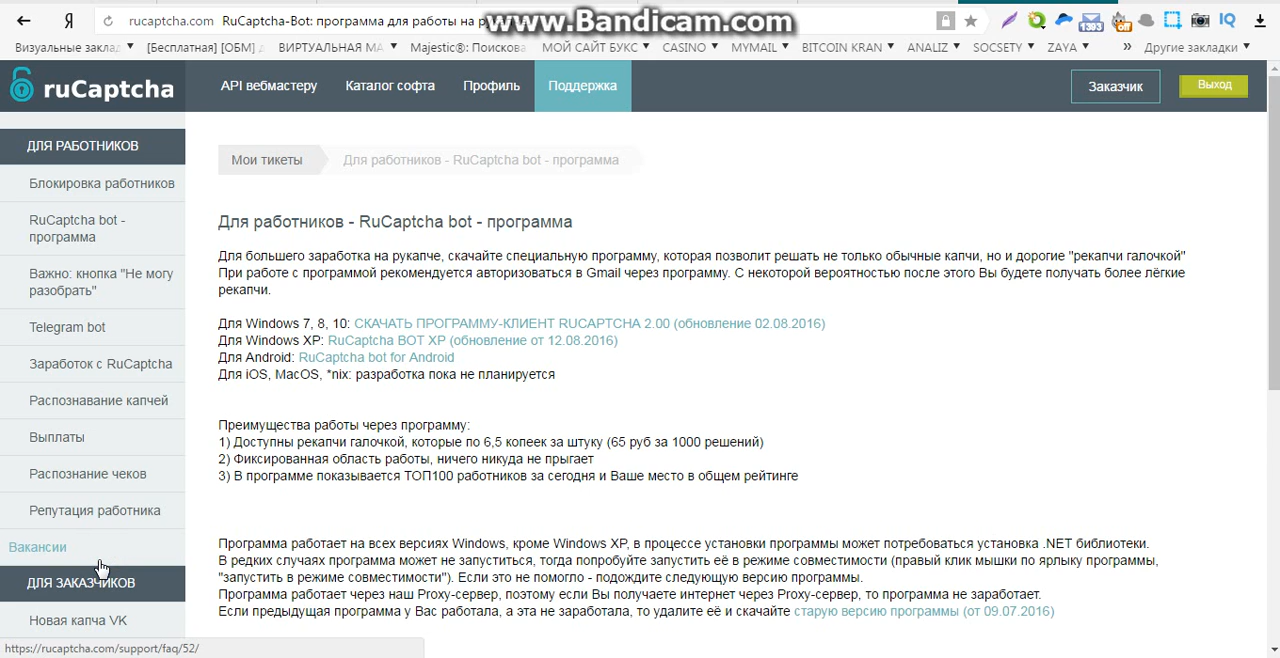 Я
rucaptcha.com RuCaptcha-Bot: программа для работы на
www.Bandicam.com
1393
Off
IQ
Визуальные заклад
[Бесплатная] [ОБМ]
ВИРТУАЛЬНАЯ МА
Majestic®: Поискова
МОЙ САЙТ БУКС
CASINO
MYMAIL
BITCOIN KRAN
ANALIZ
SOCSETY
ZAYA
»
Другие закладки
ruCaptcha
API вебмастеру
Каталог софта
Профиль
Поддержка
Заказчик
Выход
ДЛЯ РАБОТНИКОВ
Блокировка работников
RuCaptcha bot -
программа
Важно: кнопка "Не могу
разобрать"
Telegram bot
Заработок с RuCaptcha
Распознавание капчей
Выплаты
Распознание чеков
Репутация работника
Вакансии
ДЛЯ ЗАКАЗЧИКОВ
Новая капча VK
https://rucaptcha.com/support/faq/52/
Мои тикеты
Для работников - RuCaptcha bot - программа
Для работников - RuCaptcha bot - программа
Для большего заработка на рукапче, скачайте специальную программу, которая позволит решать не только обычные капчи, но и дорогие "рекапчи галочкой"
При работе с программой рекомендуется авторизоваться в Gmail через программу. С некоторой вероятностью после этого Вы будете получать более лёгкие
рекапчи.
Для Windows 7, 8, 10: СКАЧАТЬ ПРОГРАММУ-КЛИЕНТ RUCAPTCHA 2.00 (обновление 02.08.2016)
Для Windows XP: RuCaptcha BOT XP (обновление от 12.08.2016)
Для Android: RuCaptcha bot for Android
Для iOS, MacOS, *nix: разработка пока не планируется
Преимущества работы через программу:
1) Доступны рекапчи галочкой, которые по 6,5 копеек за штуку (65 руб за 1000 решений)
2) Фиксированная область работы, ничего никуда не прыгает
3) В программе показывается ТОП100 работников за сегодня и Ваше место в общем рейтинге
Программа работает на всех версиях Windows, кроме Windows XP, в процессе установки программы может потребоваться установка .NET библиотеки.
В редких случаях программа может не запуститься, тогда попробуйте запустить её в режиме совместимости (правый клик мышки по ярлыку программы,
"запустить в режиме совместимости"). Если это не помогло - подождите следующую версию программы.
Программа работает через наш Proxy-сервер, поэтому если Вы получаете интернет через Proxy-сервер, то программа не заработает.
Если предыдущая программа у Вас работала, а эта не заработала, то удалите её и скачайте старую версию программы (от 09.07.2016)